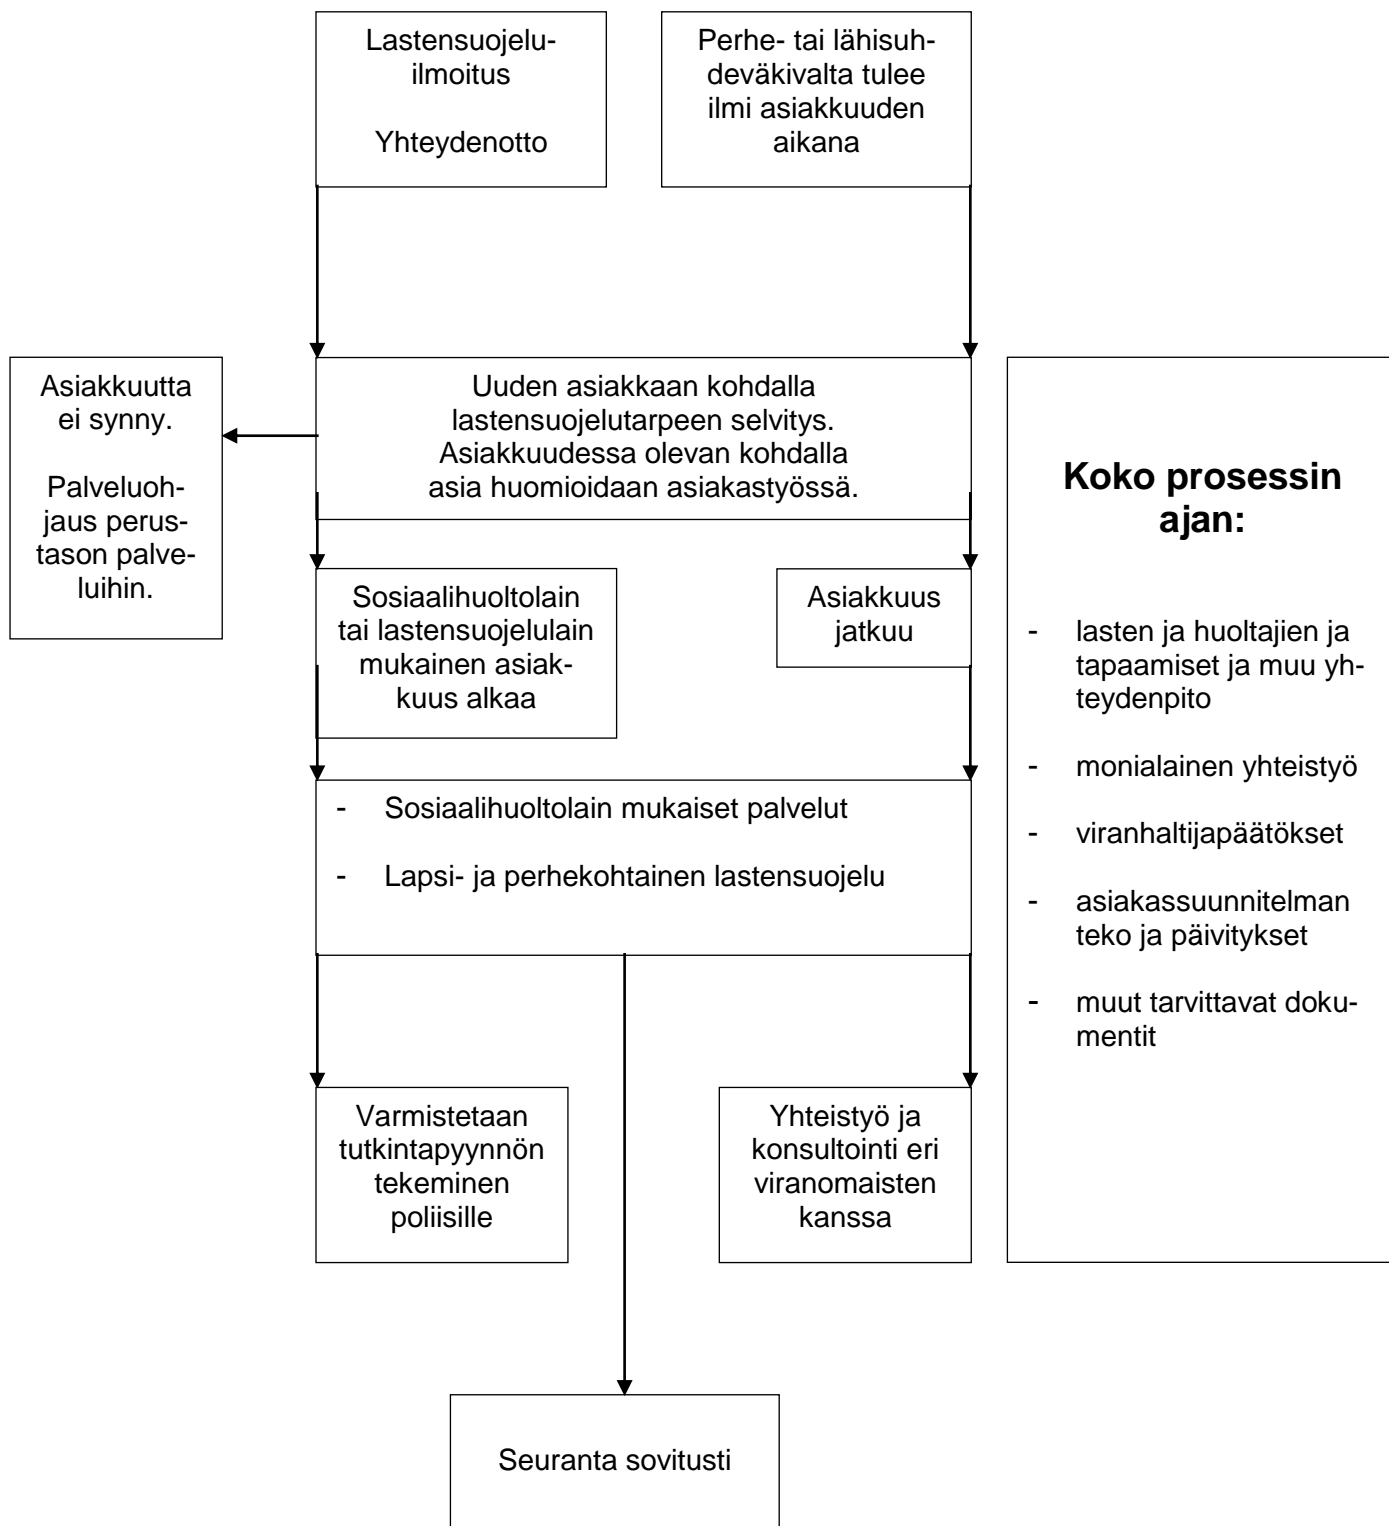 Lastensuojelu-
ilmoitus
Yhteydenotto
Perhe- tai lähisuh-
deväkivalta tulee
ilmi asiakkuuden
aikana
Asiakkuutta
ei synny.
Palveluoh-
jaus perus-
tason palve-
luihin.
Uuden asiakkaan kohdalla
lastensuojelutarpeen selvitys.
Asiakkuudessa olevan kohdalla
asia huomioidaan asiakastyössä.
Sosiaalihuoltolain
tai lastensuojelulain
mukainen asiak-
kuus alkaa
Asiakkuus
jatkuu
- Sosiaalihuoltolain mukaiset palvelut
- Lapsi- ja perhekohtainen lastensuojelu
Varmistetaan
tutkintapyynnön
tekeminen
poliisille
Yhteistyö ja
konsultointi eri
viranomaisten
kanssa
Seuranta sovitusti
Koko prosessin
ajan:
- lasten ja huoltajien ja
tapaamiset ja muu yh-
teydenpito
- monialainen yhteistyö
- viranhaltijapäätökset
- asiakassuunnitelman
teko ja päivitykset
- muut tarvittavat doku-
mentit